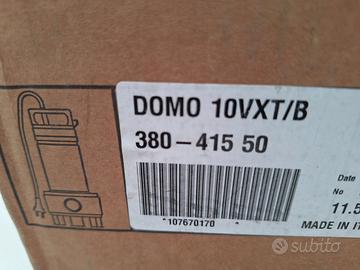 DOMO 10VXT/B
380-415 50
Date
No
11.5
*107670170*
MADE IN IT
subito